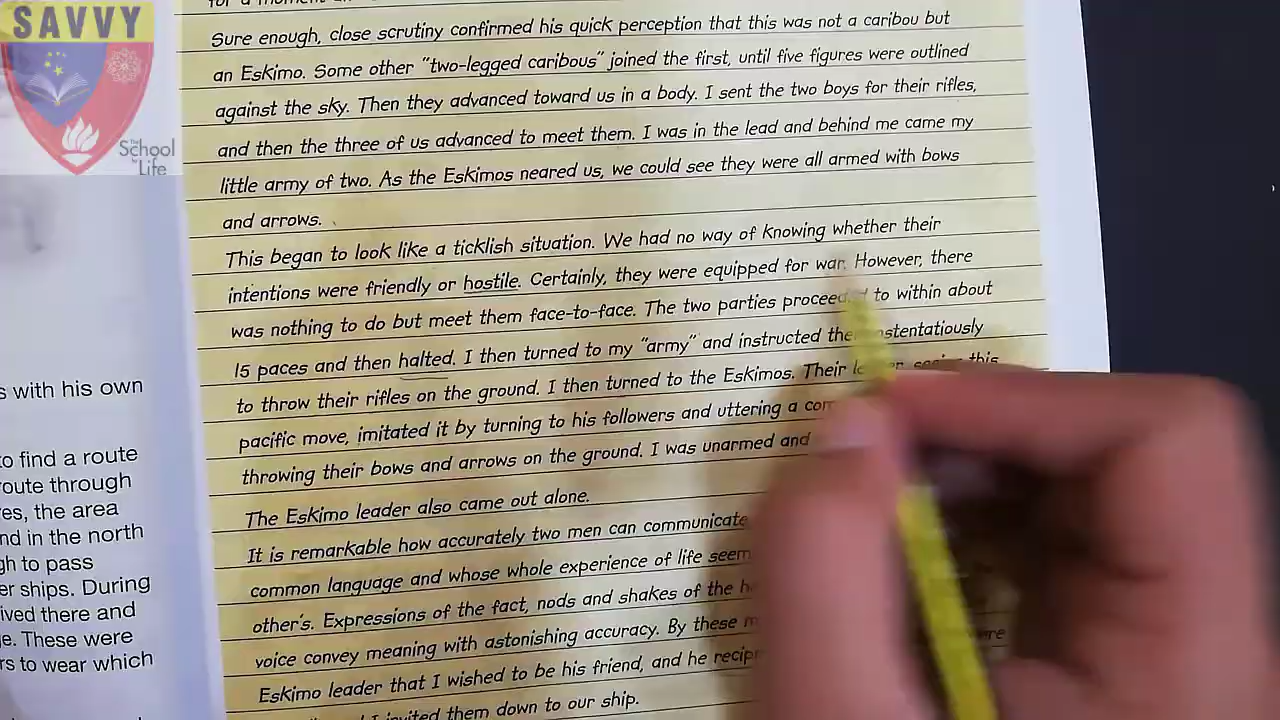 SAVVY
The School for Life
Sure enough, close scrutiny confirmed his quick perception that this was not a caribou but
an Eskimo. Some other "two-legged caribous" joined the first, until five figures were outlined
against the sky. Then they advanced toward us in a body. I sent the two boys for their rifles,
and then the three of us advanced to meet them. I was in the lead and behind me came my
little army of two. As the Eskimos neared us, we could see they were all armed with bows
and arrows.
This began to look like a ticklish situation. We had no way of knowing whether their
intentions were friendly or hostile. Certainly, they were equipped for war. However, there
was nothing to do but meet them face-to-face. The two parties proceeded to within about
15 paces and then halted. I then turned to my "army" and instructed them ostentatiously
to throw their rifles on the ground. I then turned to the Eskimos. Their this
pacific move, imitated it by turning to his followers and uttering a
throwing their bows and arrows on the ground. I was unarmed and
The Eskimo leader also came out alone.
It is remarkable how accurately two men can communicate
common language and whose whole experience of life
other's. Expressions of the fact, nods and shakes of the
voice convey meaning with astonishing accuracy. By these
Eskimo leader that I wished to be his friend, and he
I invited them down to our ship.
s with his own
to find a route
route through
es, the area
nd in the north
gh to pass
er ships. During
ived there and
e. These were
rs to wear which